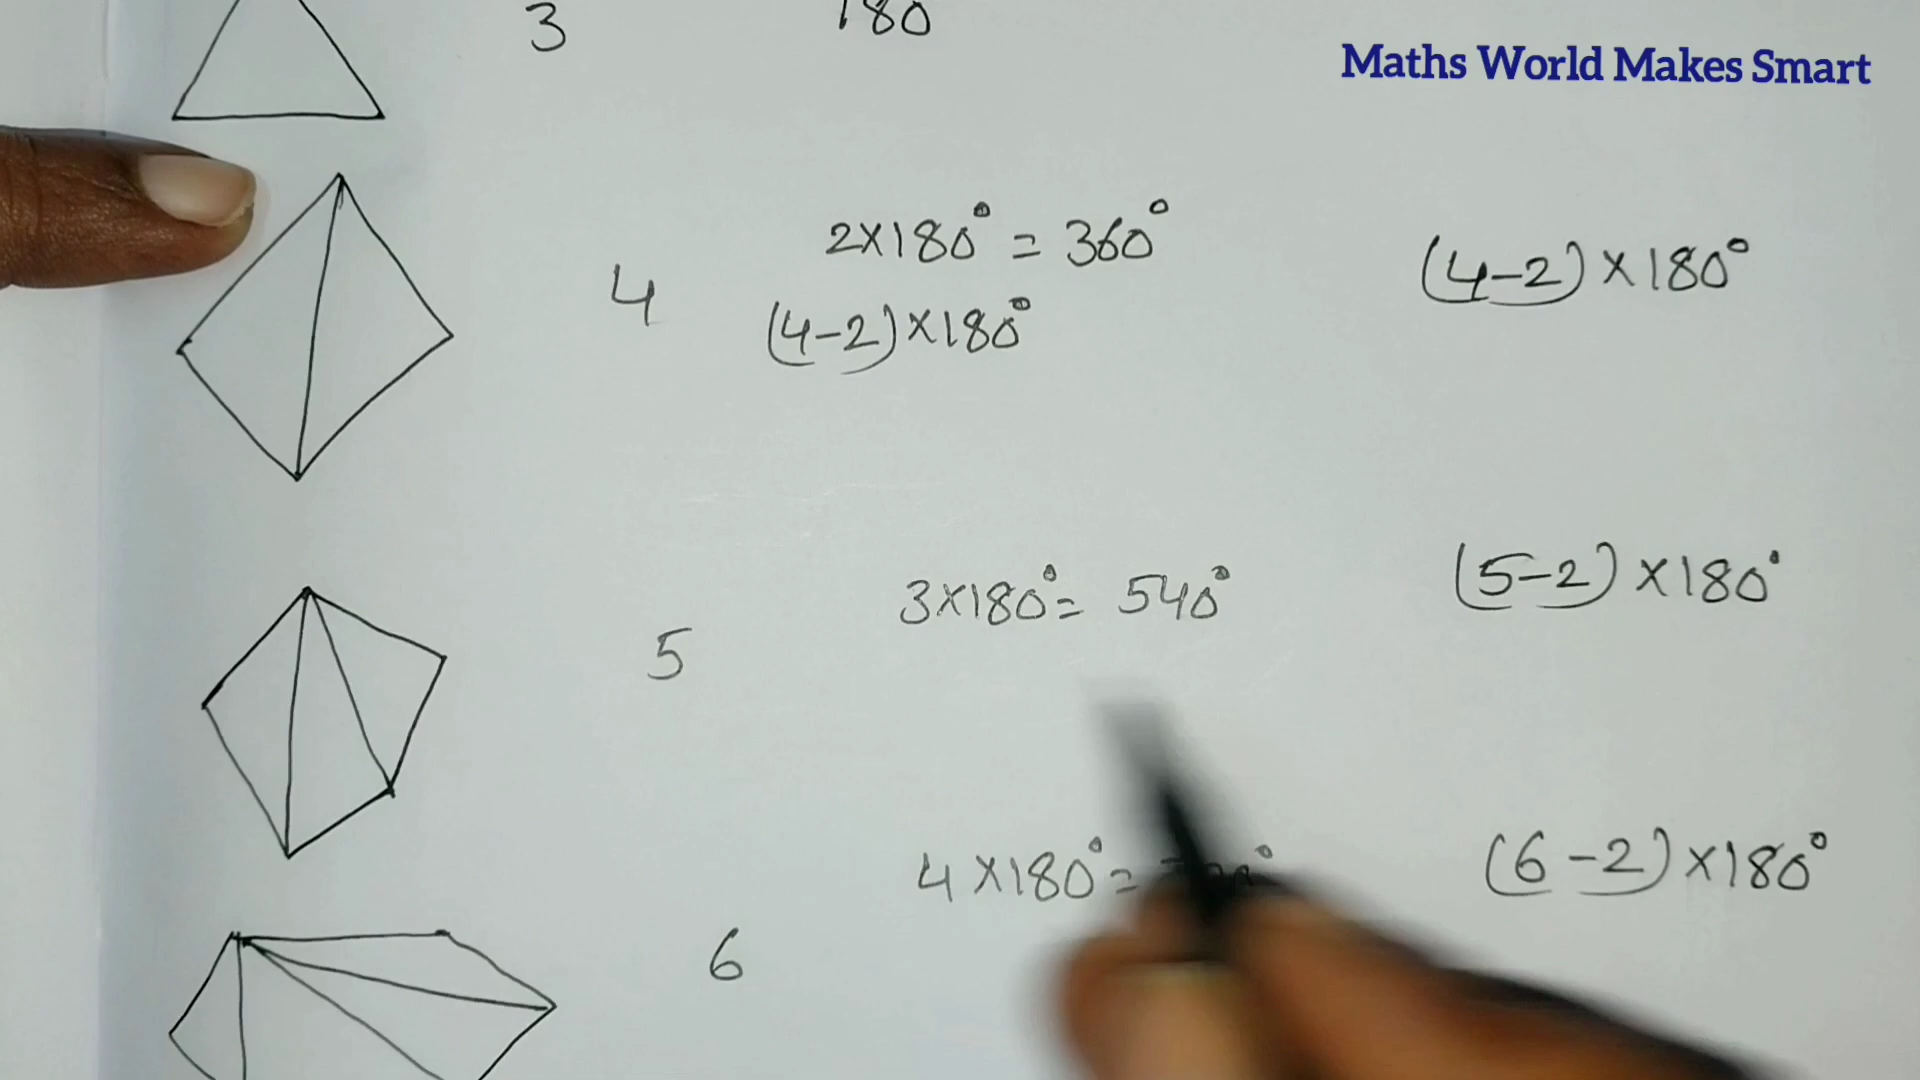 3 180
Maths World Makes Smart
4 2×180° = 360° (4-2)×180°
(4-2)×180°
5 3×180° = 540° (5-2)×180°
4×180° = (6-2)×180°
6